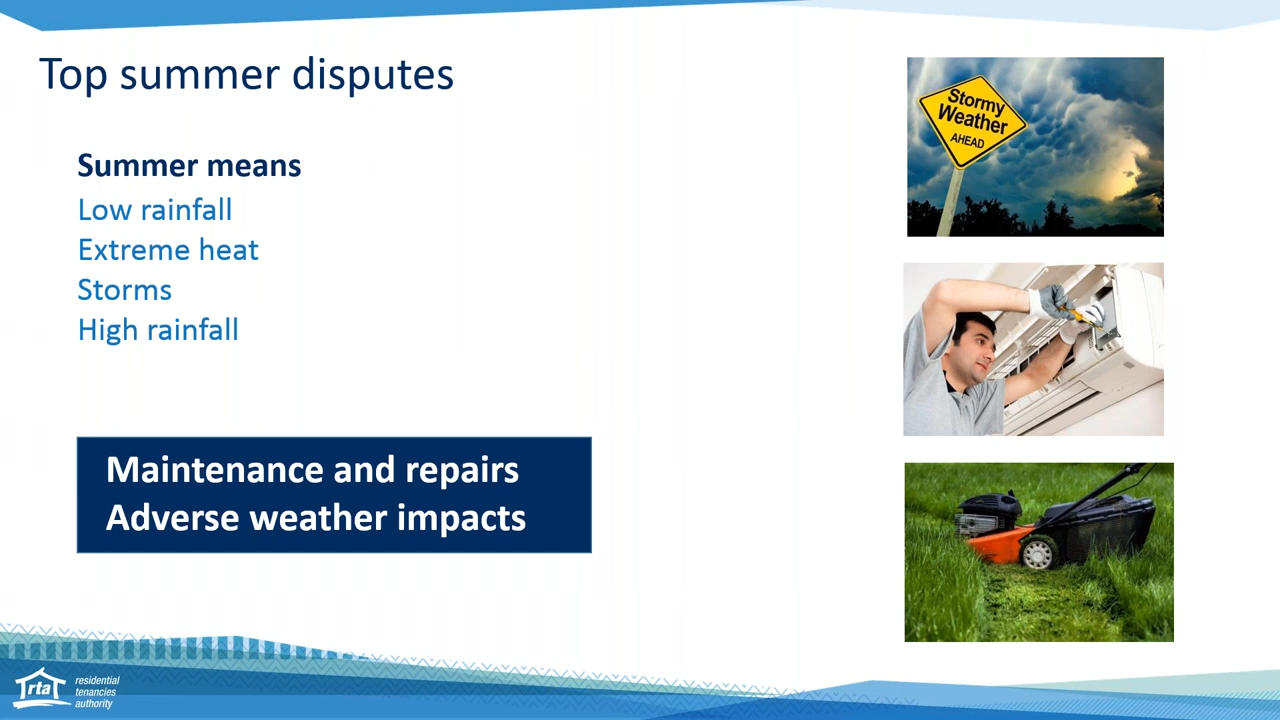 Top summer disputes
Summer means
Low rainfall
Extreme heat
Storms
High rainfall
Maintenance and repairs
Adverse weather impacts
Stormy
Weather
AHEAD
rta
residential
tenancies
authority